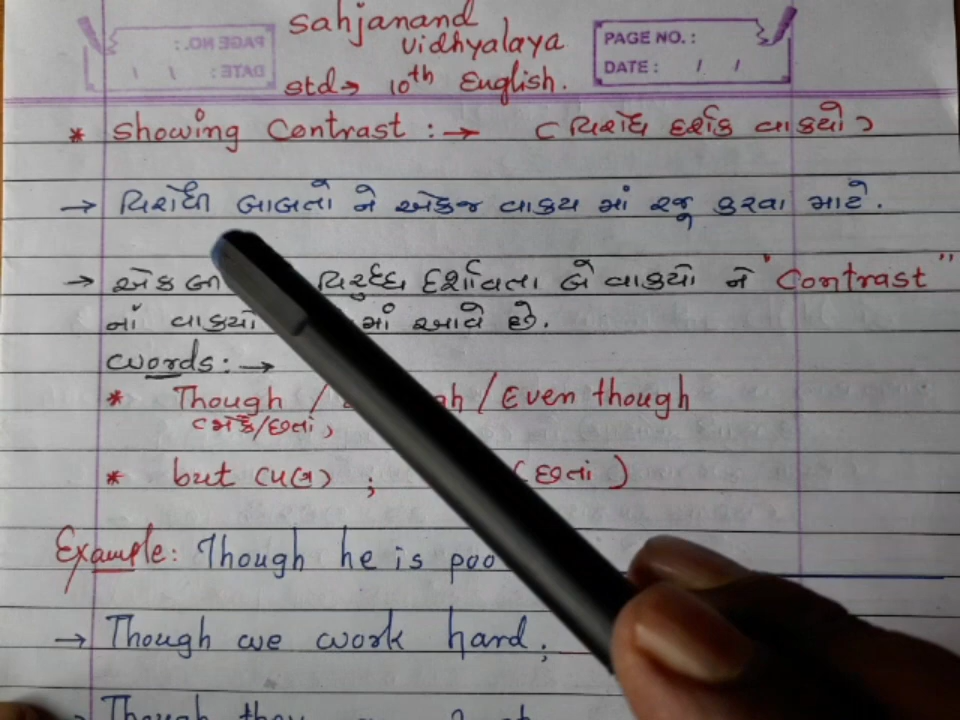 Sahjanand
Vidhyalaya
PAGE NO. :
DATE : / /
std → 10th English.
* Showing Contrast : → ( વિરોધ દર્શક વાક્યો )
→ વિરોધી બાબતો ને એકજ વાક્ય માં રજૂ કરવા માટે.
→ એક વિરુદ્ધ દર્શાવતા બે વાક્યો ને "Contrast"
નાં વાક્યો માં આવે છે.
Words : →
* Though / / Even though
(જોકે/છતાં)
* but (પણ) ; (છતાં)
Example: Though he is
→ Though we work hard,